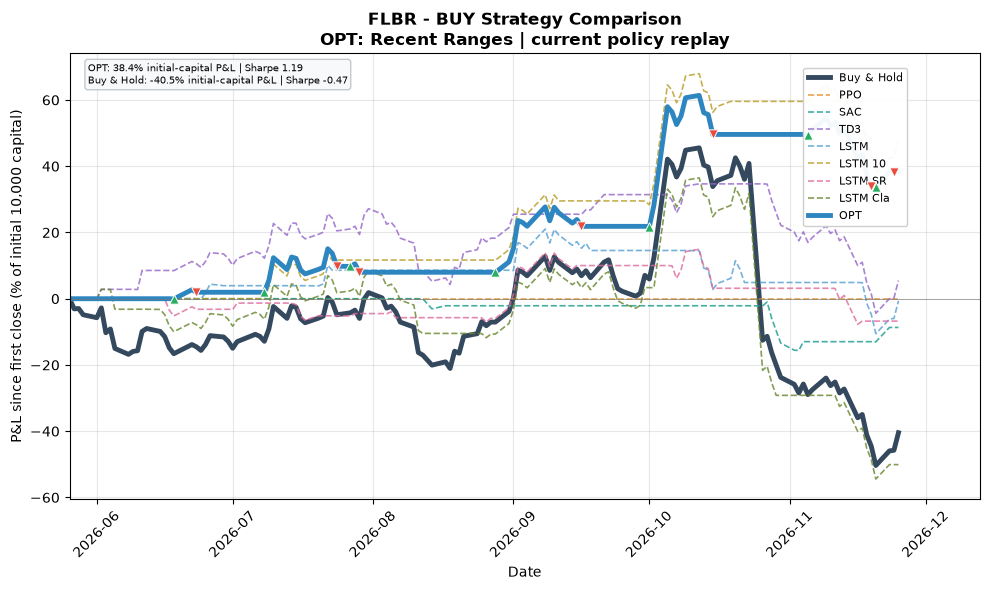 FLBR - BUY Strategy Comparison
OPT: Recent Ranges | current policy replay
OPT: 38.4% initial-capital P&L | Sharpe 1.19
Buy & Hold: -40.5% initial-capital P&L | Sharpe -0.47
Buy & Hold
PPO
SAC
TD3
LSTM
LSTM 10
LSTM SR
LSTM Cla
OPT
P&L since first close (% of initial 10,000 capital)
60
40
20
0
−20
−40
−60
2026-06
2026-07
2026-08
2026-09
2026-10
2026-11
2026-12
Date